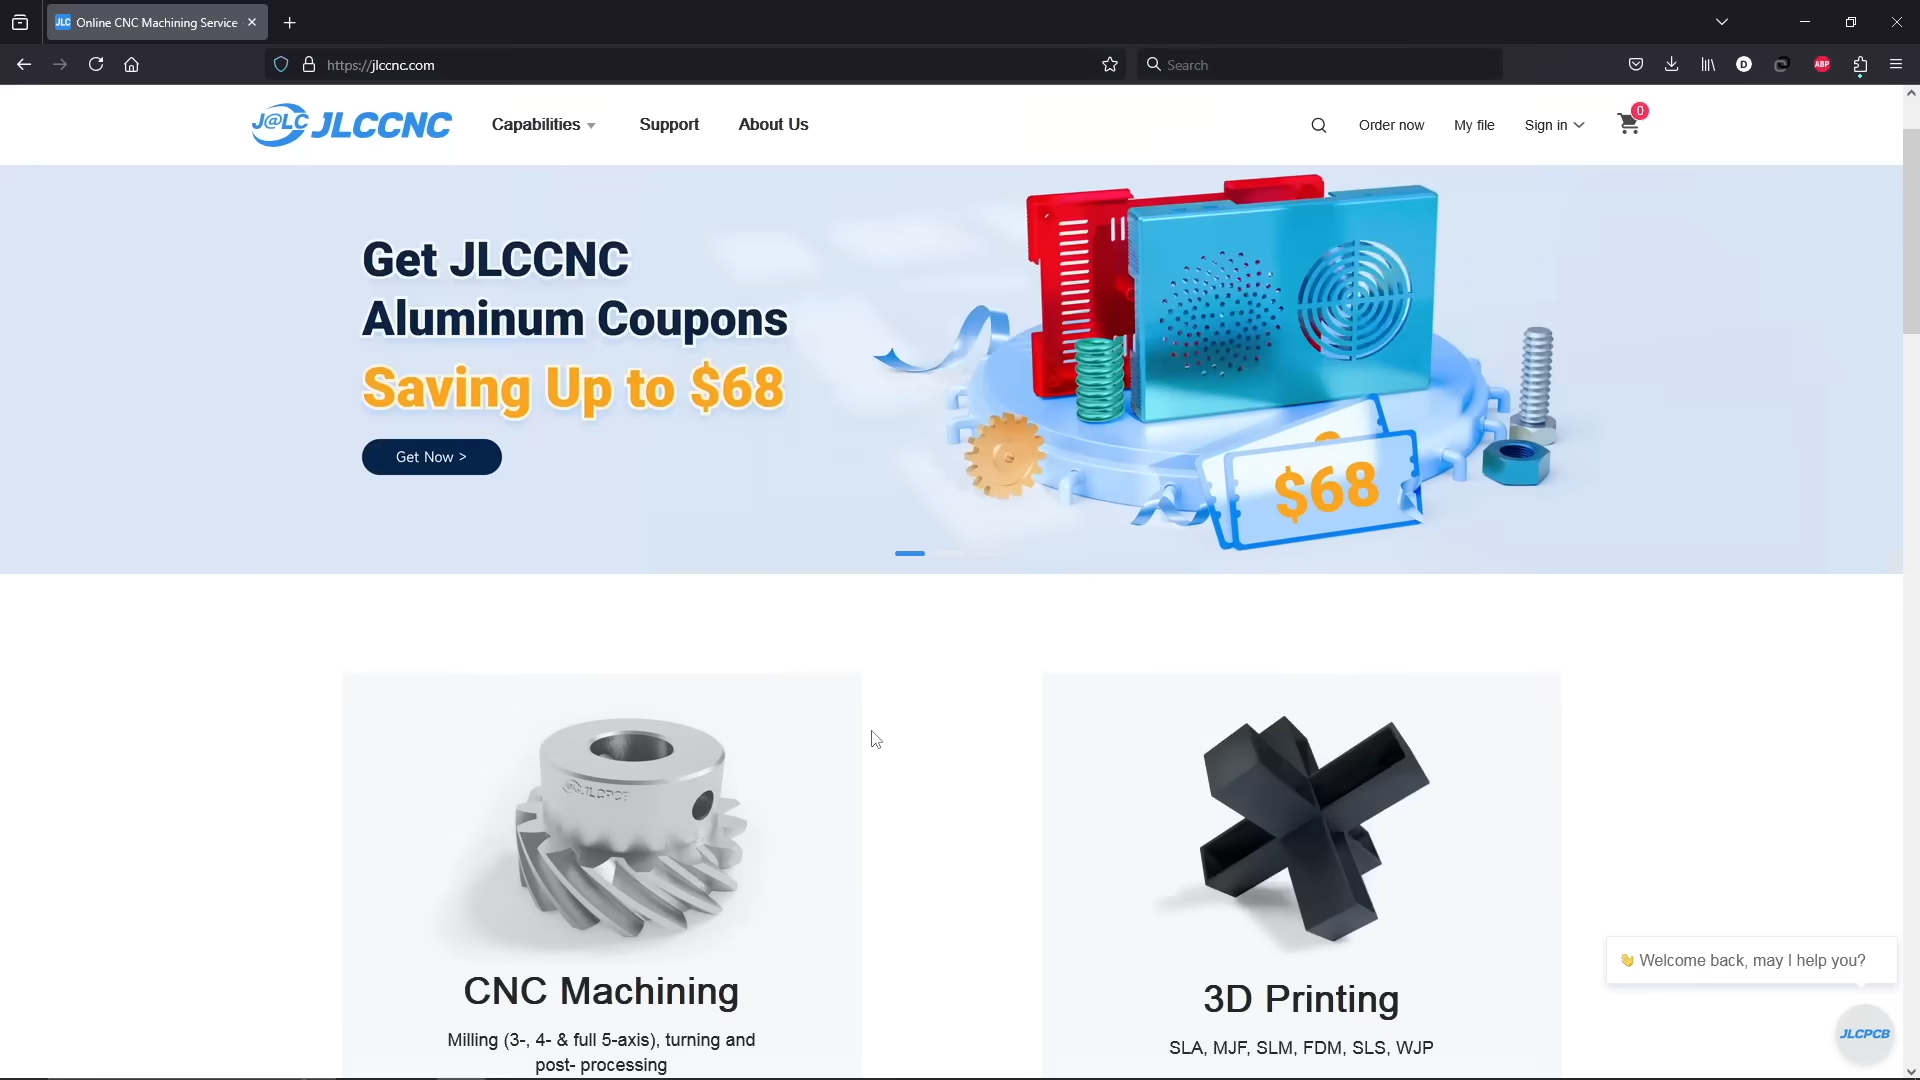 JLC Online CNC Machining Service
https://jlccnc.com
Search
D
ABP
J@LC JLCCNC
Capabilities
Support
About Us
Order now
My file
Sign in
0
Get JLCCNC
Aluminum Coupons
Saving Up to $68
Get Now >
$68
CNC Machining
Milling (3-, 4- & full 5-axis), turning and
post- processing
3D Printing
SLA, MJF, SLM, FDM, SLS, WJP
👋 Welcome back, may I help you?
JLCPCB